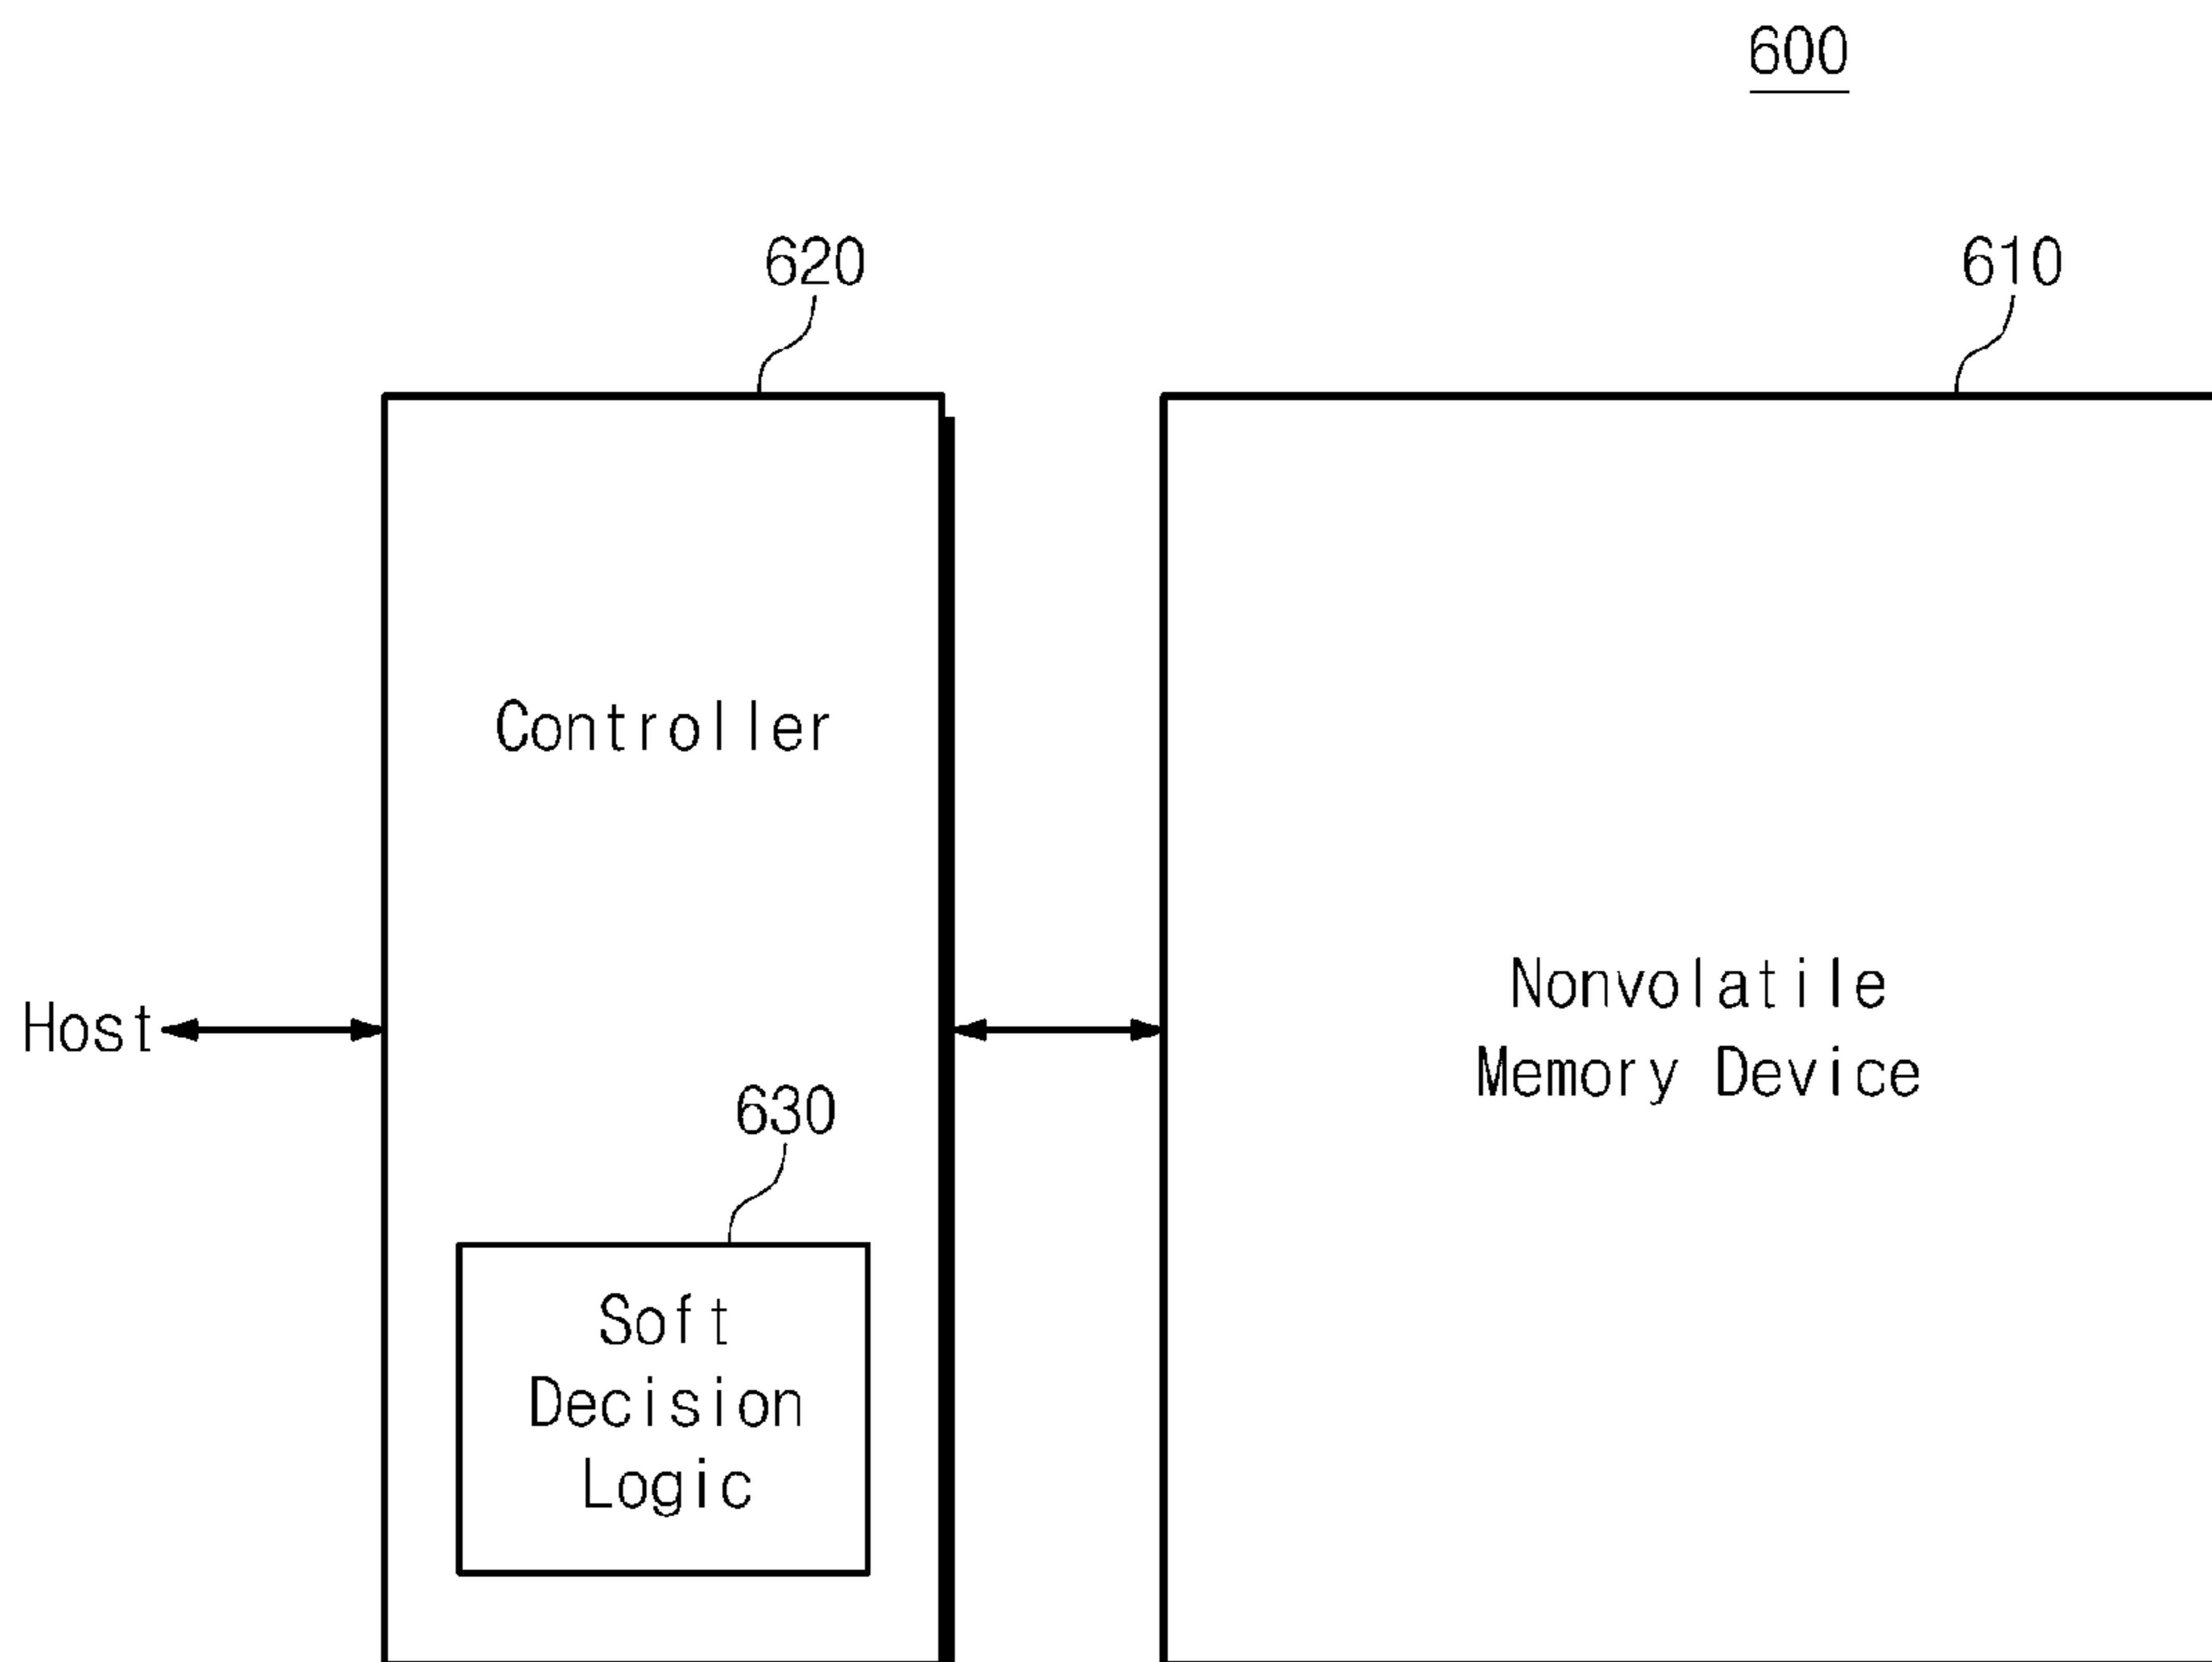 600
620
610
Controller
Nonvolatile
Memory Device
Host
630
Soft
Decision
Logic